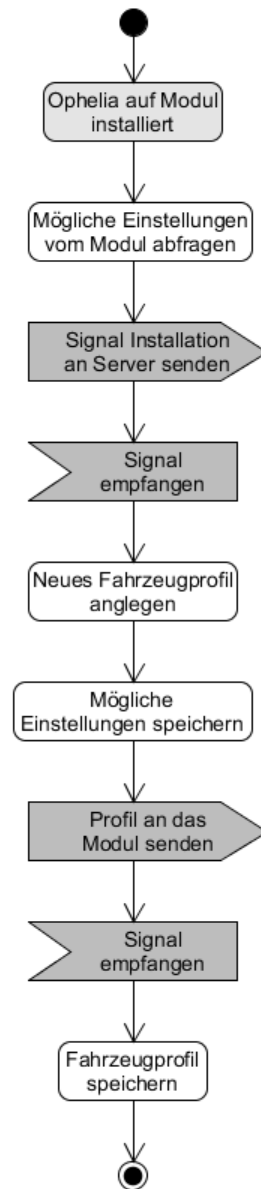 Ophelia auf Modul
installiert
Mögliche Einstellungen
vom Modul abfragen
Signal Installation
an Server senden
Signal
empfangen
Neues Fahrzeugprofil
anglegen
Mögliche
Einstellungen speichern
Profil an das
Modul senden
Signal
empfangen
Fahrzeugprofil
speichern